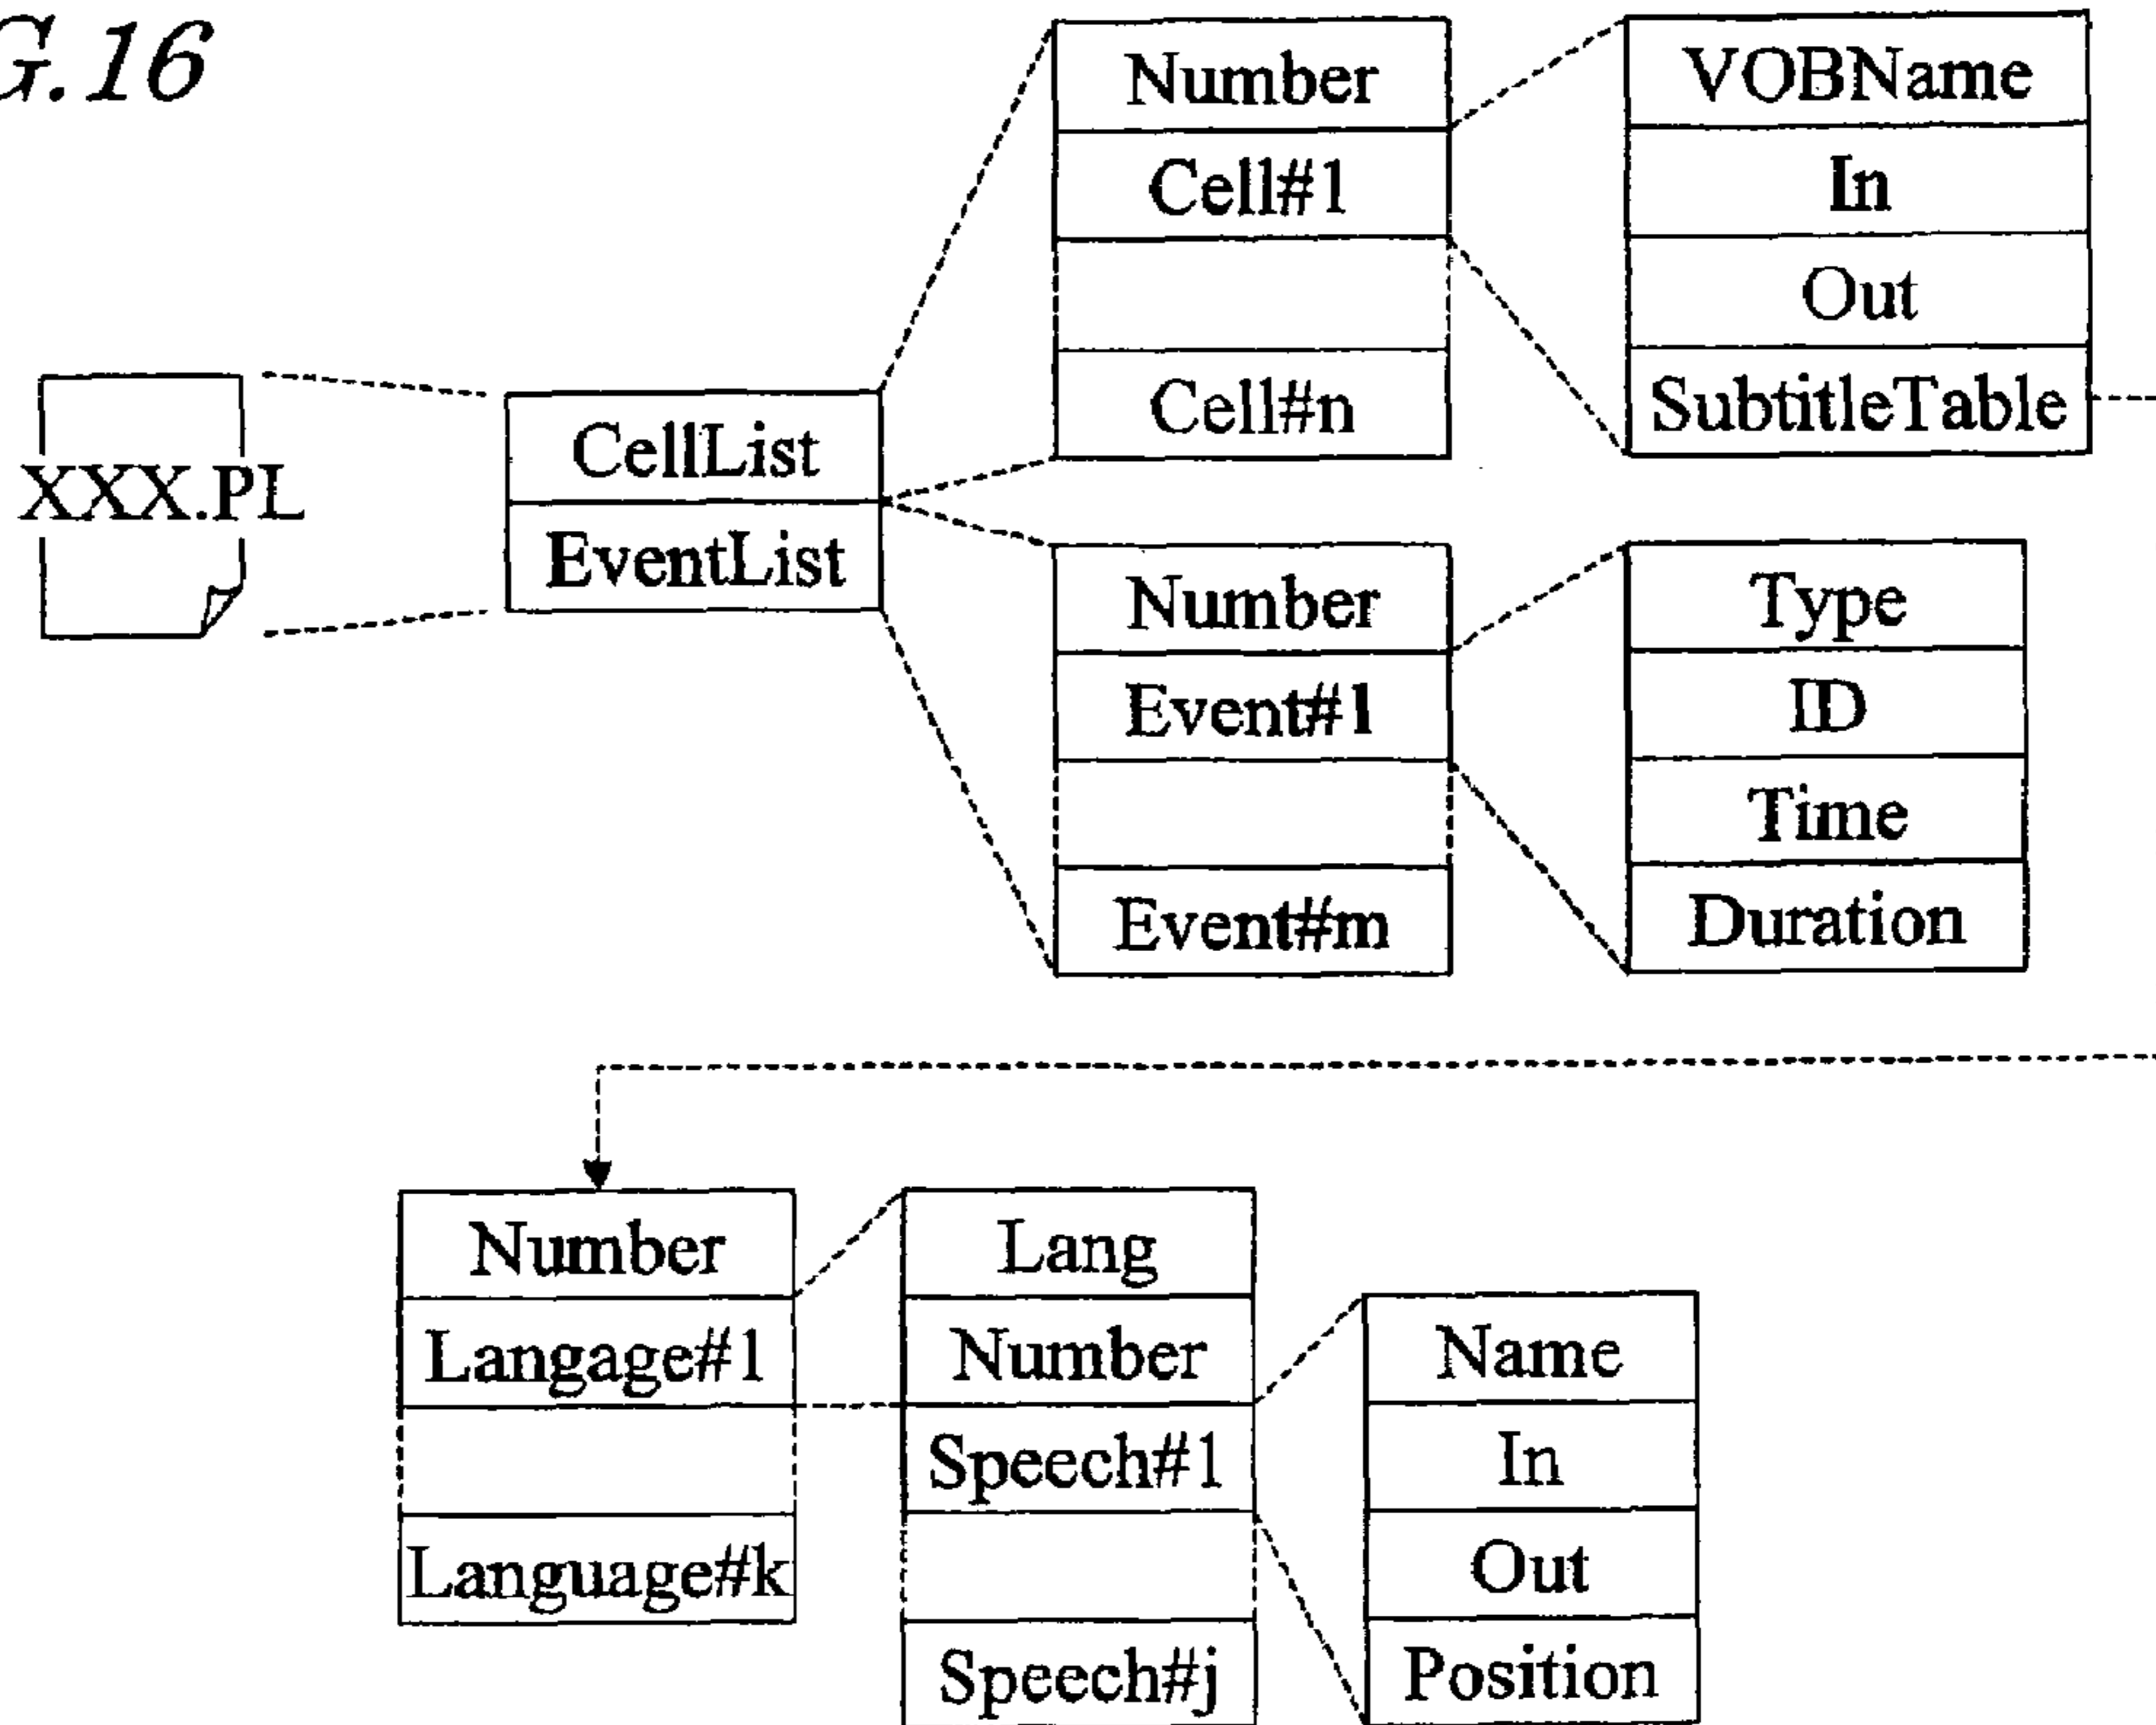 G.16
XXX.PL
CellList
EventList
Number
Cell#1
Cell#n
VOBName
In
Out
SubtitleTable
Number
Event#1
Event#m
Type
ID
Time
Duration
Number
Langage#1
Language#k
Lang
Number
Speech#1
Speech#j
Name
In
Out
Position